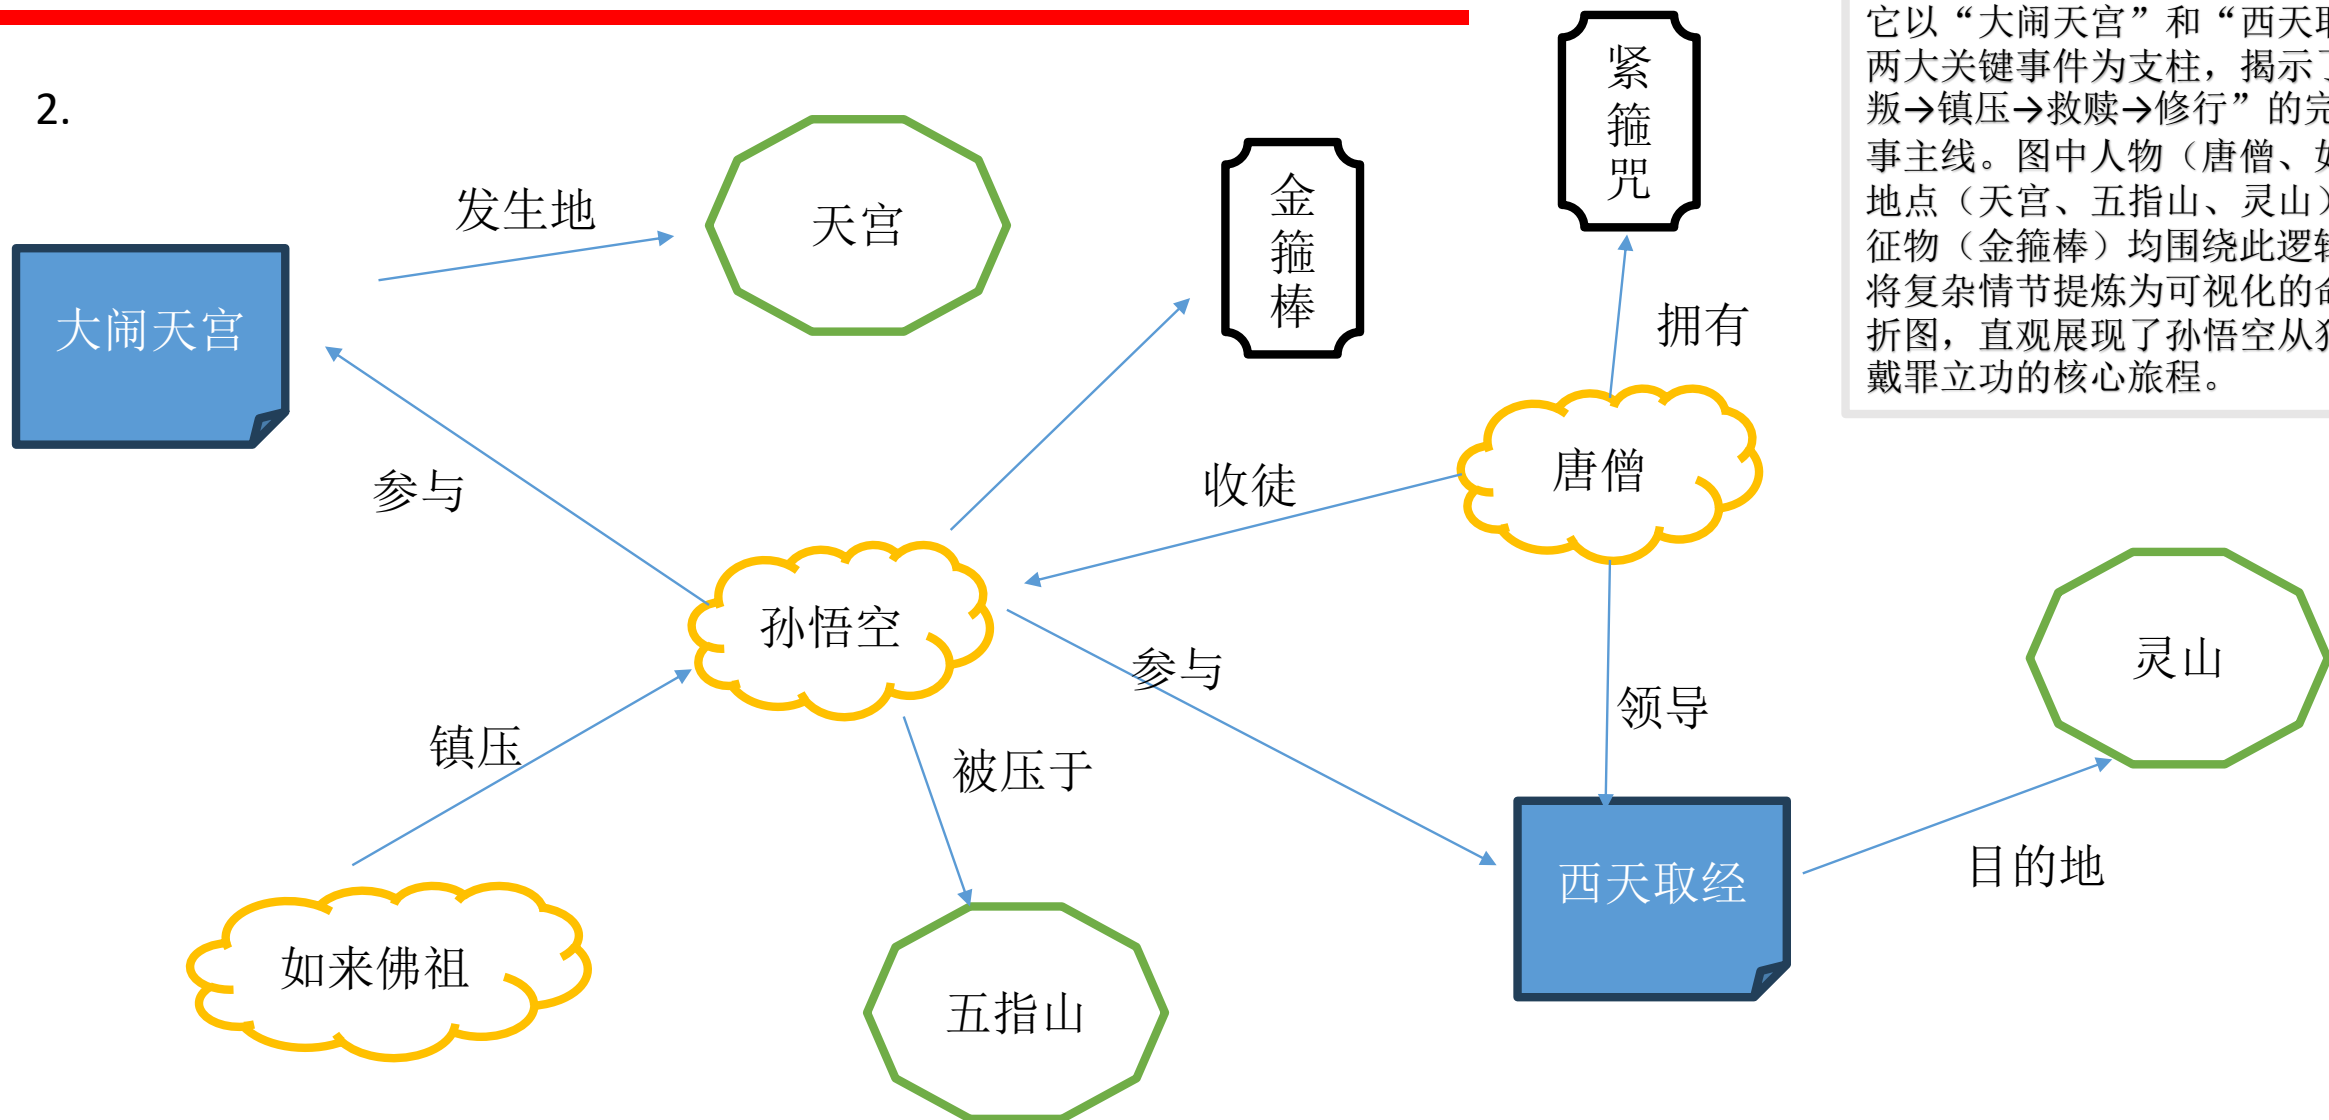 2.
它以“大闹天宫”和“西天取
两大关键事件为支柱，揭示了
叛→镇压→救赎→修行”的完
事主线。图中人物（唐僧、如
地点（天宫、五指山、灵山）
征物（金箍棒）均围绕此逻辑
将复杂情节提炼为可视化的命
折图，直观展现了孙悟空从狂
戴罪立功的核心旅程。
紧箍咒
金箍棒
天宫
发生地
大闹天宫
拥有
唐僧
收徒
参与
孙悟空
参与
灵山
领导
镇压
被压于
目的地
西天取经
如来佛祖
五指山